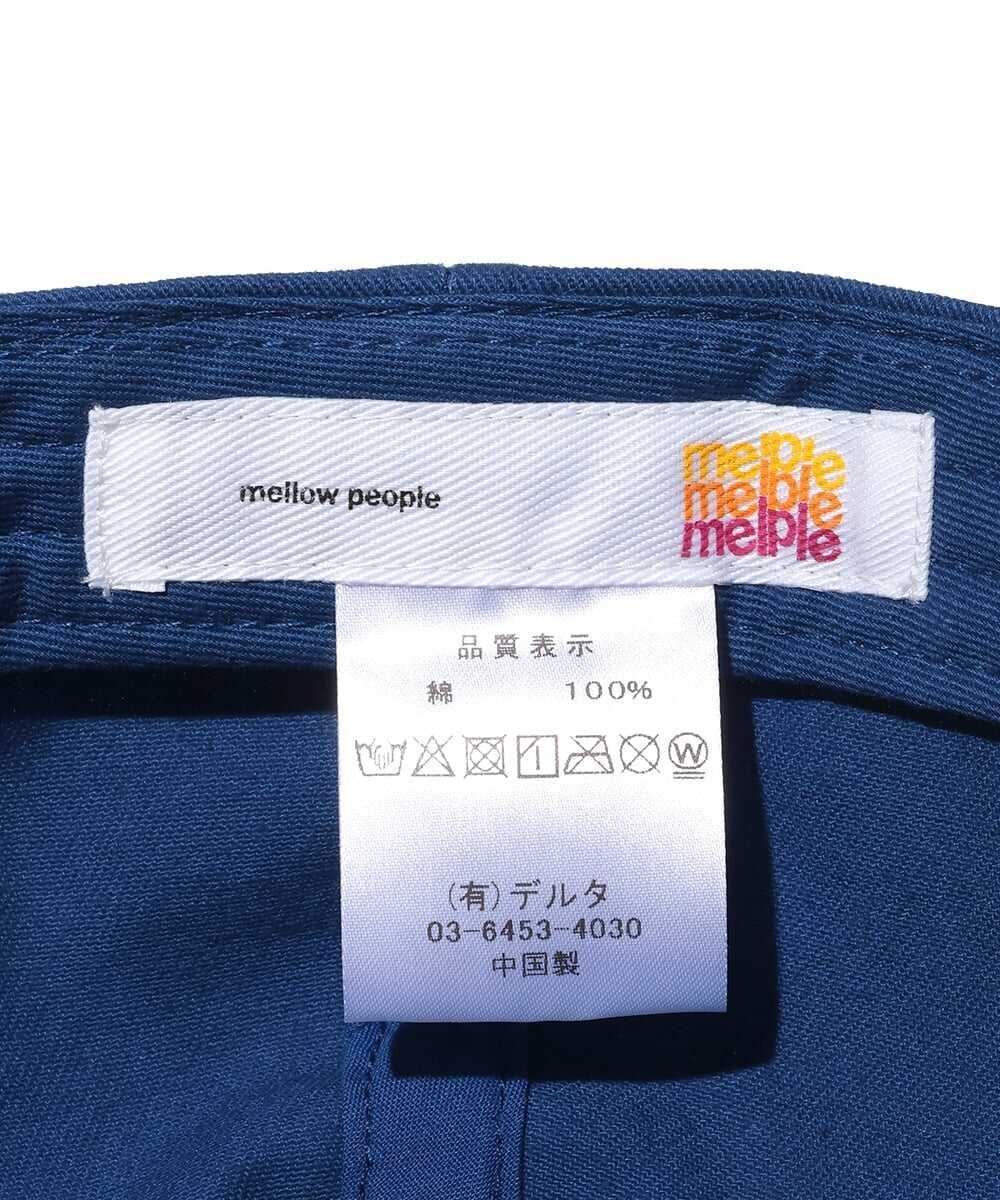 mellow people
melple
melple
melple
品質表示
綿 100%
1 W
(有)デルタ
03-6453-4030
中国製